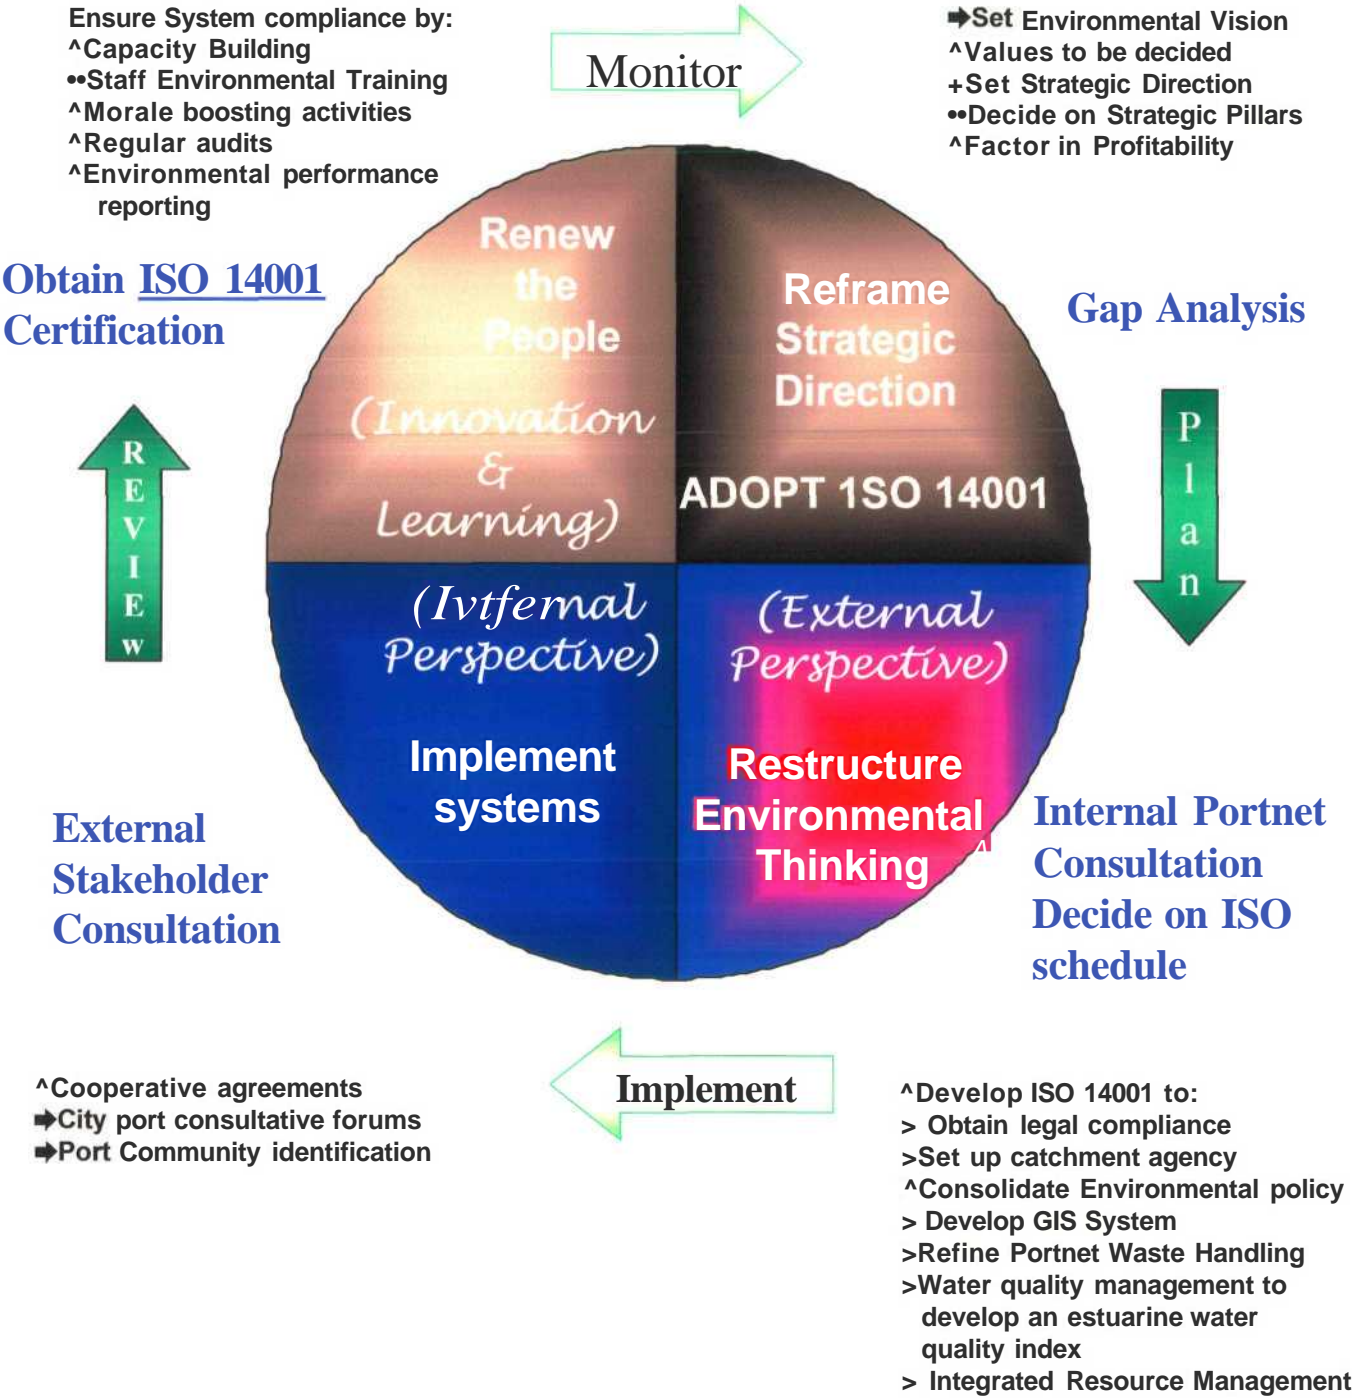 Ensure System compliance by:
^Capacity Building
••Staff Environmental Training
^Morale boosting activities
^Regular audits
^Environmental performance
reporting
Monitor
➡Set Environmental Vision
^Values to be decided
+Set Strategic Direction
••Decide on Strategic Pillars
^Factor in Profitability
Obtain ISO 14001
Certification
Renew
the
People
(Innovation
&
Learning)
Reframe
Strategic
Direction
ADOPT 1SO 14001
Gap Analysis
REVIEw
Plan
(Ivtfernal
Perspective)
Implement
systems
(External
Perspective)
Restructure
Environmental
Thinking ^
External
Stakeholder
Consultation
Internal Portnet
Consultation
Decide on ISO
schedule
Implement
^Cooperative agreements
➡City port consultative forums
➡Port Community identification
^Develop ISO 14001 to:
> Obtain legal compliance
>Set up catchment agency
^Consolidate Environmental policy
> Develop GIS System
>Refine Portnet Waste Handling
>Water quality management to
develop an estuarine water
quality index
> Integrated Resource Management